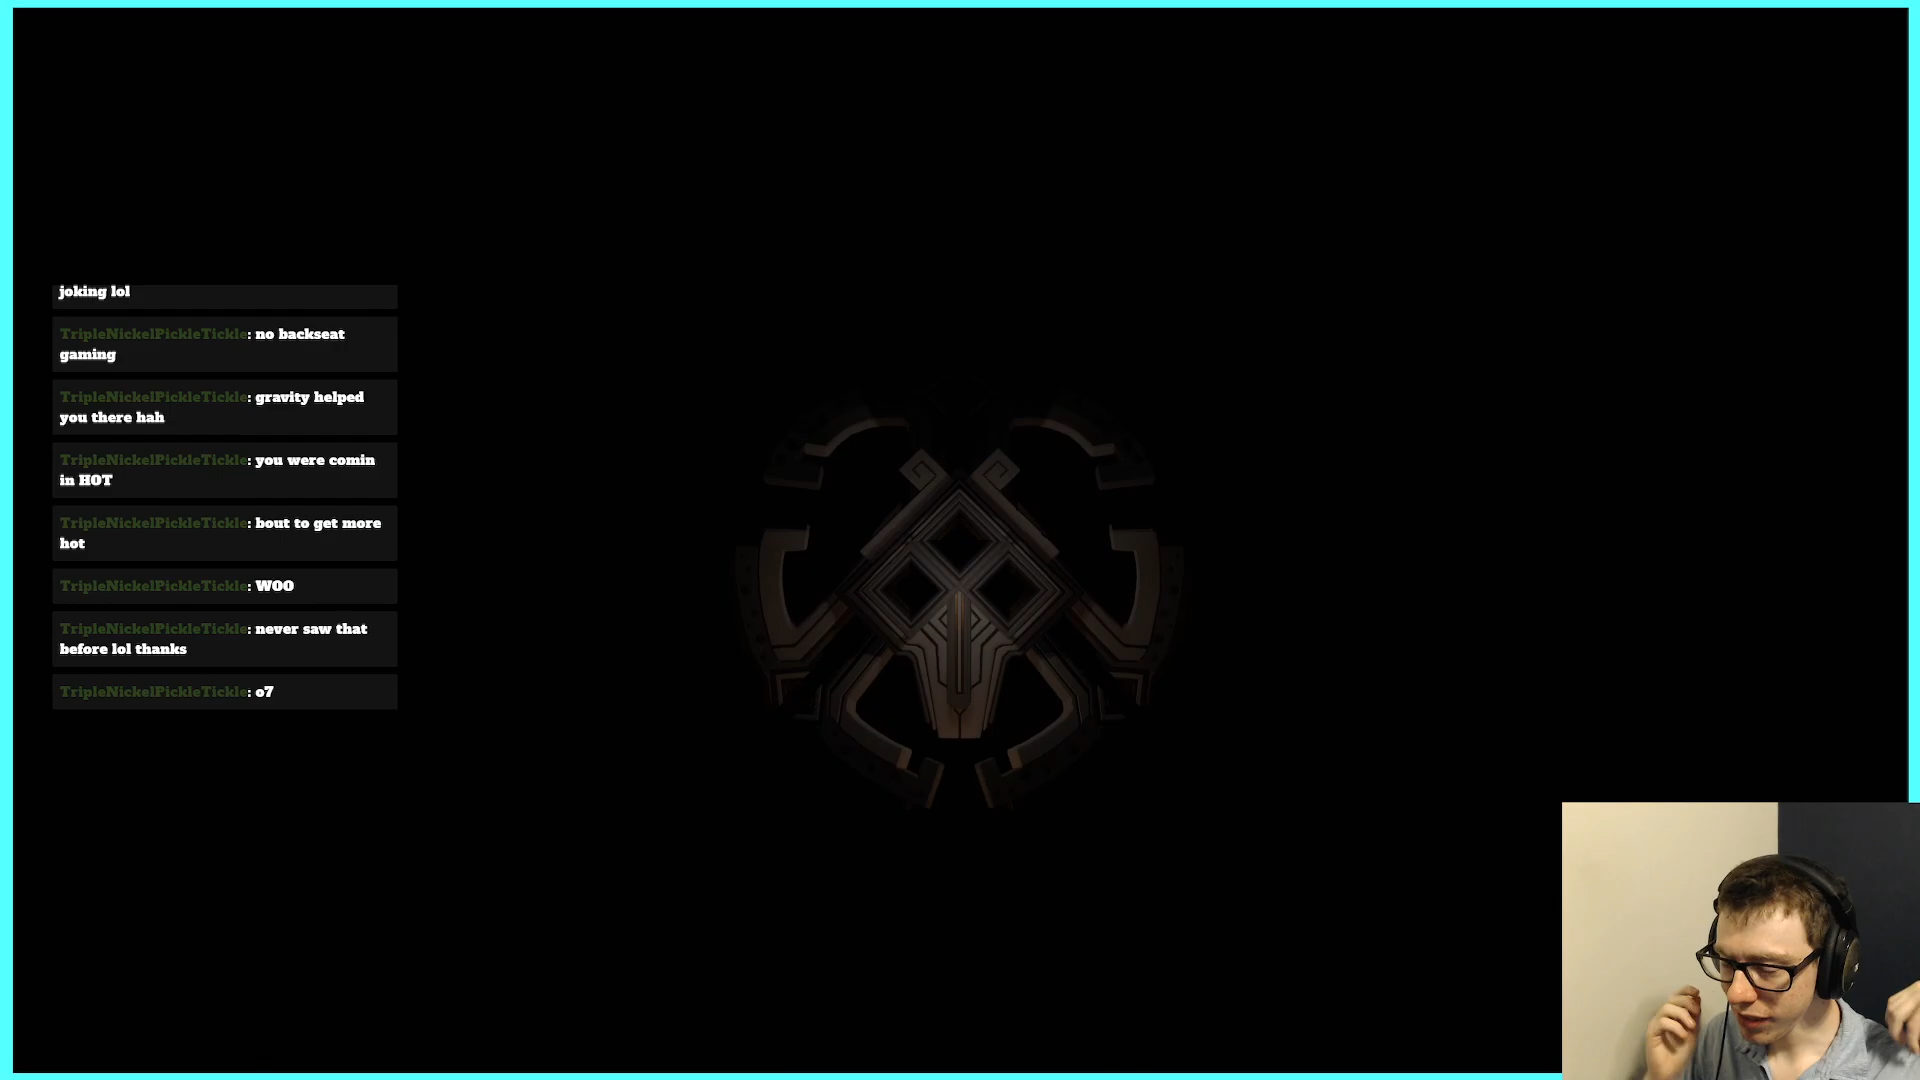 joking lol
TripleNickelPickleTickle: no backseat
gaming
TripleNickelPickleTickle: gravity helped
you there hah
TripleNickelPickleTickle: you were comin
in HOT
TripleNickelPickleTickle: bout to get more
hot
TripleNickelPickleTickle: WOO
TripleNickelPickleTickle: never saw that
before lol thanks
TripleNickelPickleTickle: o7